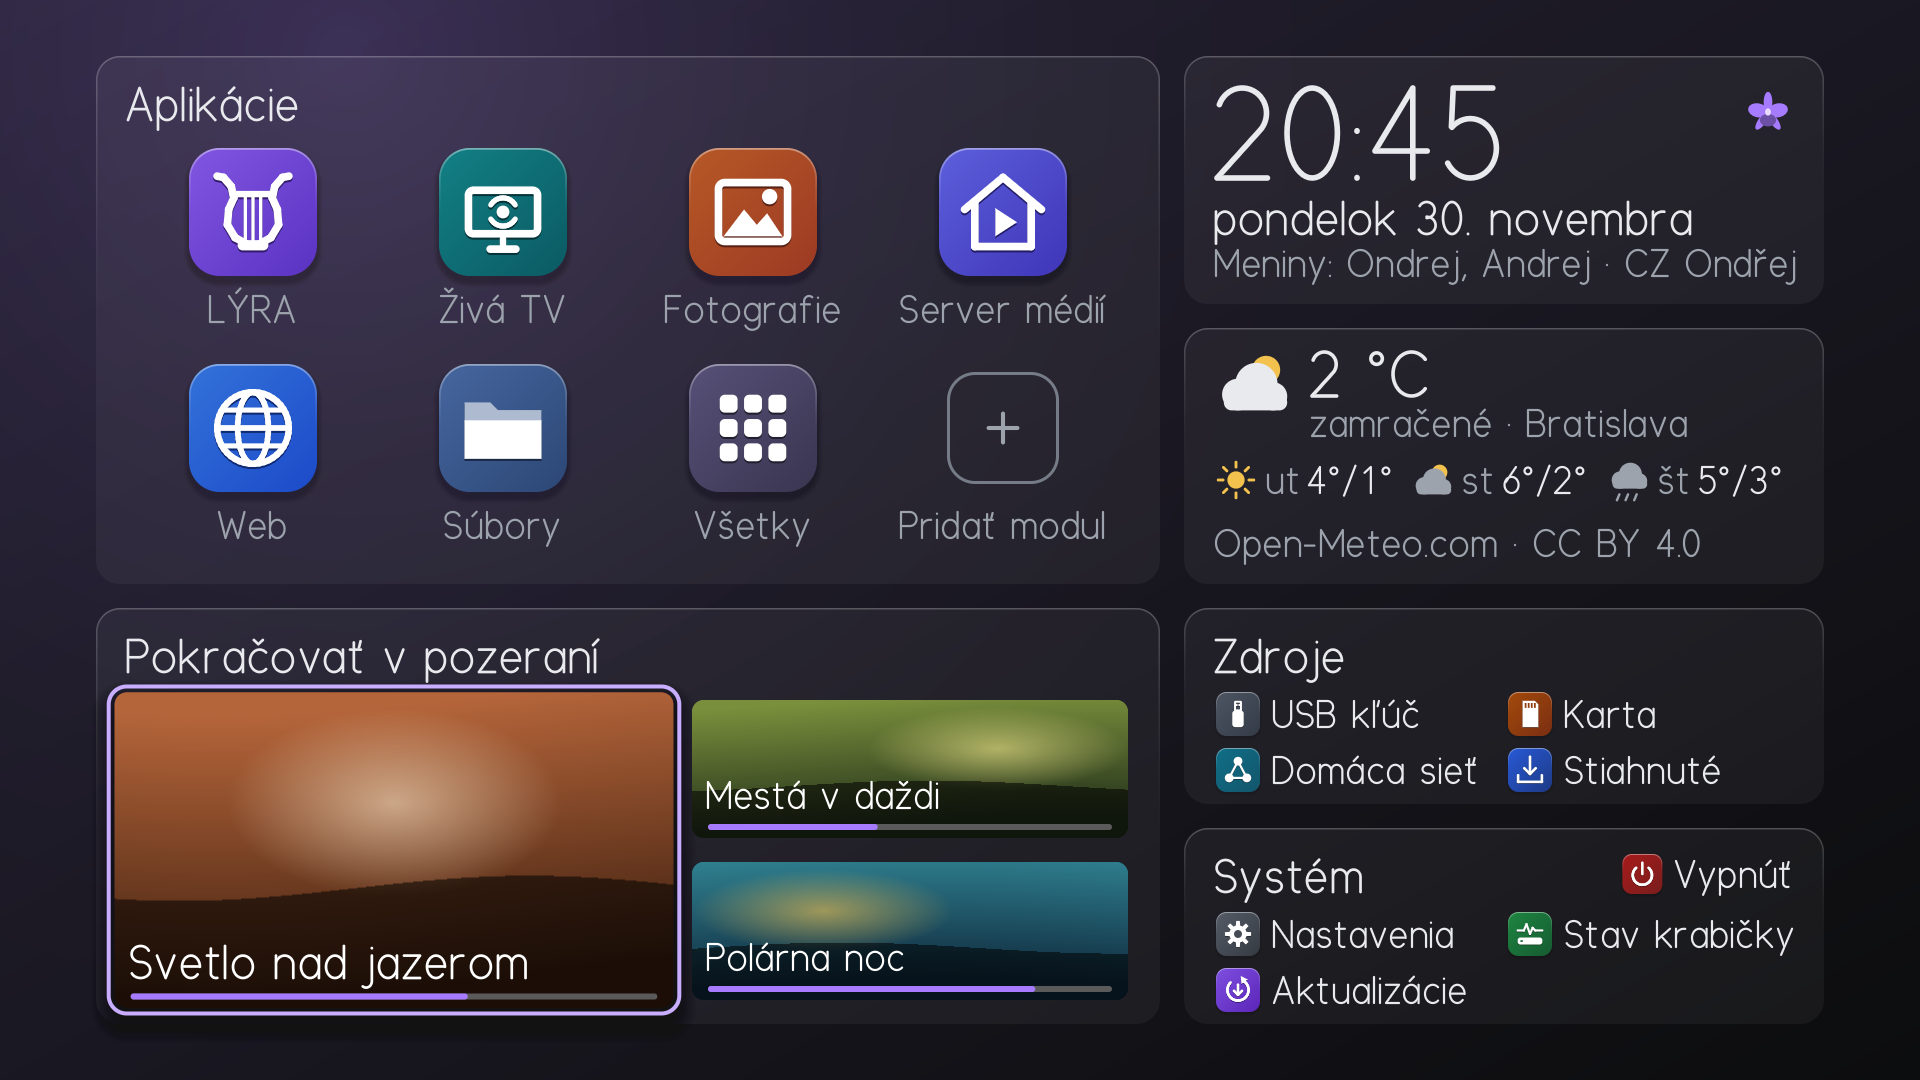 Aplikácie
LÝRA
Živá TV
Fotografie
Server médií
Web
Súbory
Všetky
Pridať modul
20:45
pondelok 30. novembra
Meniny: Ondrej, Andrej · CZ Ondřej
2 °C
zamračené · Bratislava
ut 4°/1° st 6°/2° št 5°/3°
Open-Meteo.com · CC BY 4.0
Pokračovať v pozeraní
Svetlo nad jazerom
Mestá v daždi
Polárna noc
Zdroje
USB kľúč
Karta
Domáca sieť
Stiahnuté
Systém
Vypnúť
Nastavenia
Stav krabičky
Aktualizácie